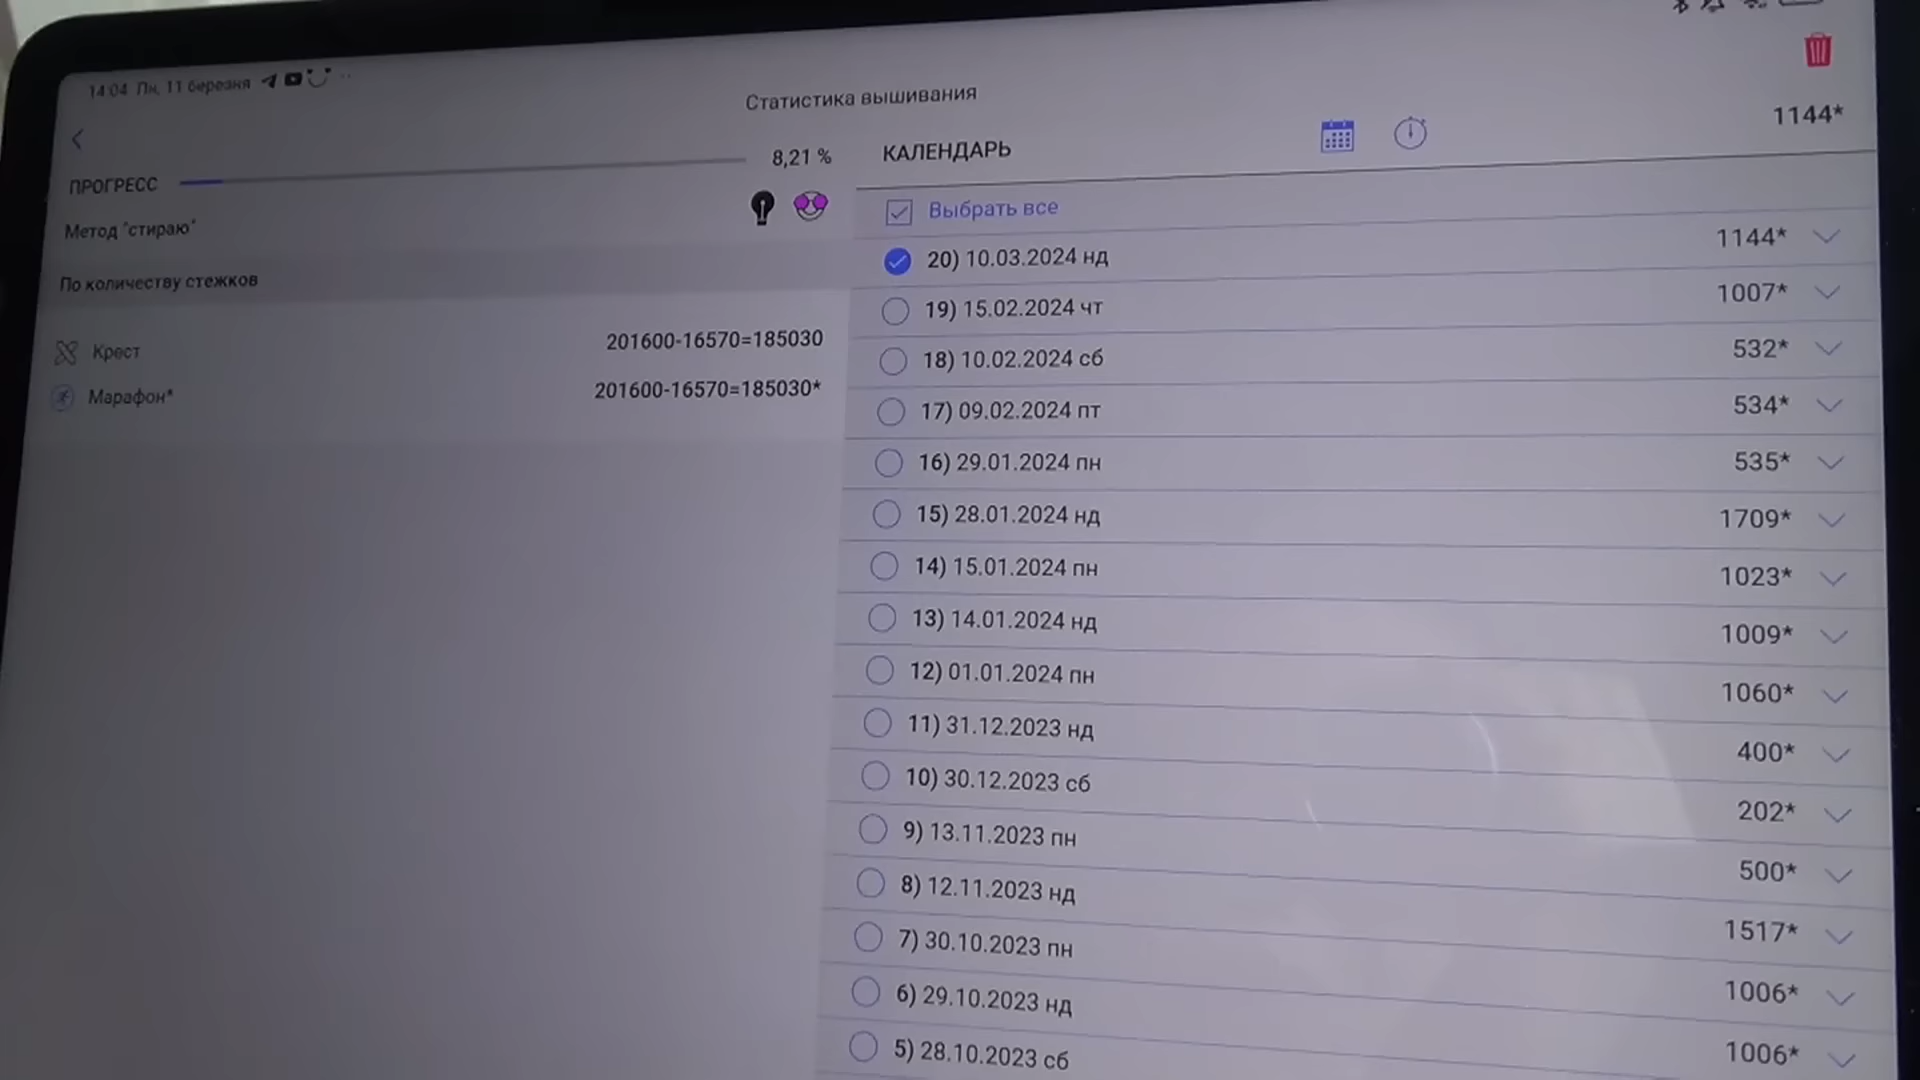 14:04 Пн, 11 березня
Статистика вышивания
ПРОГРЕСС 8,21 %
Метод "стираю"
По количеству стежков
Крест 201600-16570=185030
Марафон* 201600-16570=185030*
КАЛЕНДАРЬ 1144*
Выбрать все
20) 10.03.2024 нд 1144*
19) 15.02.2024 чт 1007*
18) 10.02.2024 сб 532*
17) 09.02.2024 пт 534*
16) 29.01.2024 пн 535*
15) 28.01.2024 нд 1709*
14) 15.01.2024 пн 1023*
13) 14.01.2024 нд 1009*
12) 01.01.2024 пн 1060*
11) 31.12.2023 нд 400*
10) 30.12.2023 сб 202*
9) 13.11.2023 пн 500*
8) 12.11.2023 нд 1517*
7) 30.10.2023 пн 1006*
6) 29.10.2023 нд 1006*
5) 28.10.2023 сб